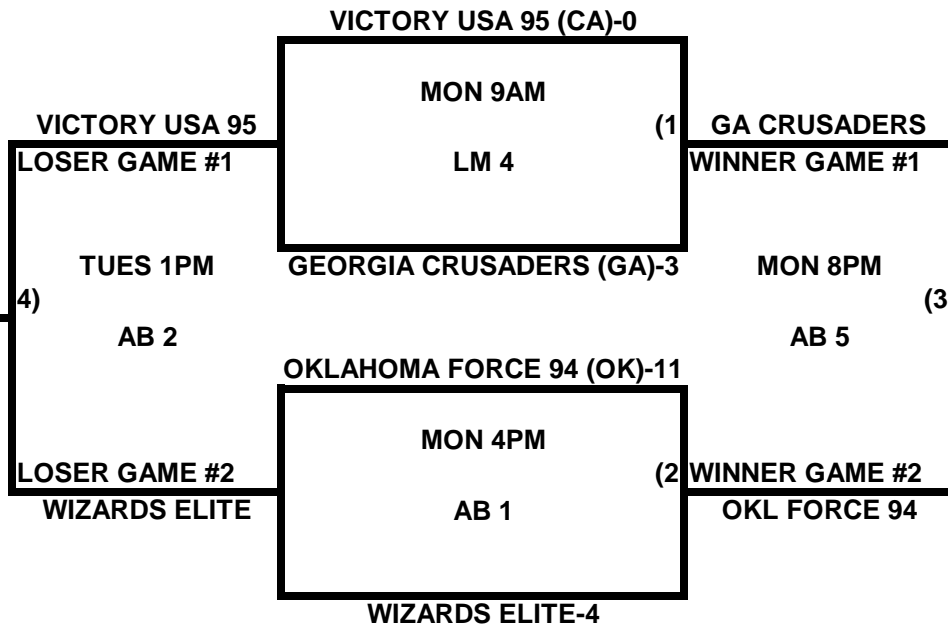 VICTORY USA 95 (CA)-0
MON 9AM
VICTORY USA 95
(1
GA CRUSADERS
LOSER GAME #1
LM 4
WINNER GAME #1
TUES 1PM
GEORGIA CRUSADERS (GA)-3
MON 8PM
4)
(3
AB 2
AB 5
OKLAHOMA FORCE 94 (OK)-11
MON 4PM
LOSER GAME #2
(2
WINNER GAME #2
WIZARDS ELITE
AB 1
OKL FORCE 94
WIZARDS ELITE-4